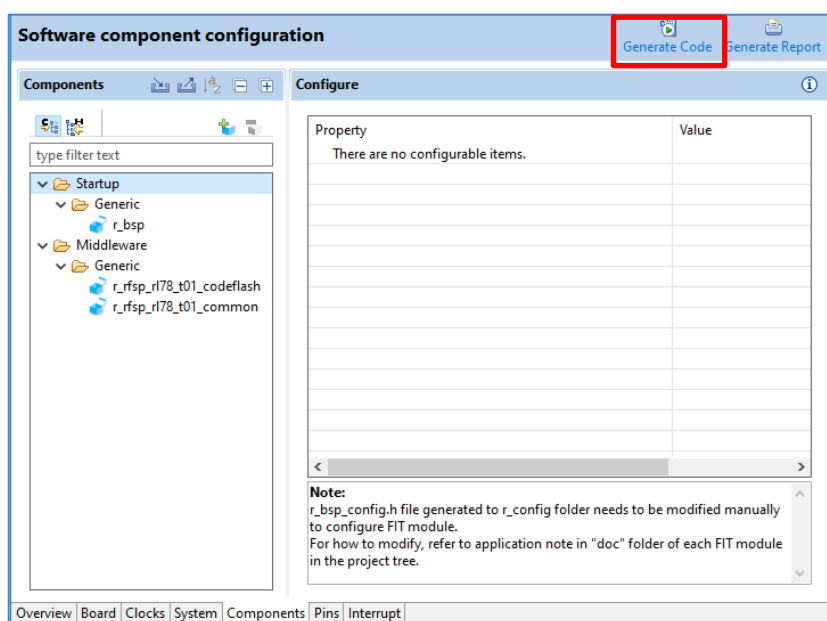 Software component configuration
Generate Code
Generate Report
Components
Configure
type filter text
Startup
Generic
r_bsp
Middleware
Generic
r_rfsp_rl78_t01_codeflash
r_rfsp_rl78_t01_common
Property Value
There are no configurable items.
Note:
r_bsp_config.h file generated to r_config folder needs to be modified manually
to configure FIT module.
For how to modify, refer to application note in "doc" folder of each FIT module
in the project tree.
Overview Board Clocks System Components Pins Interrupt